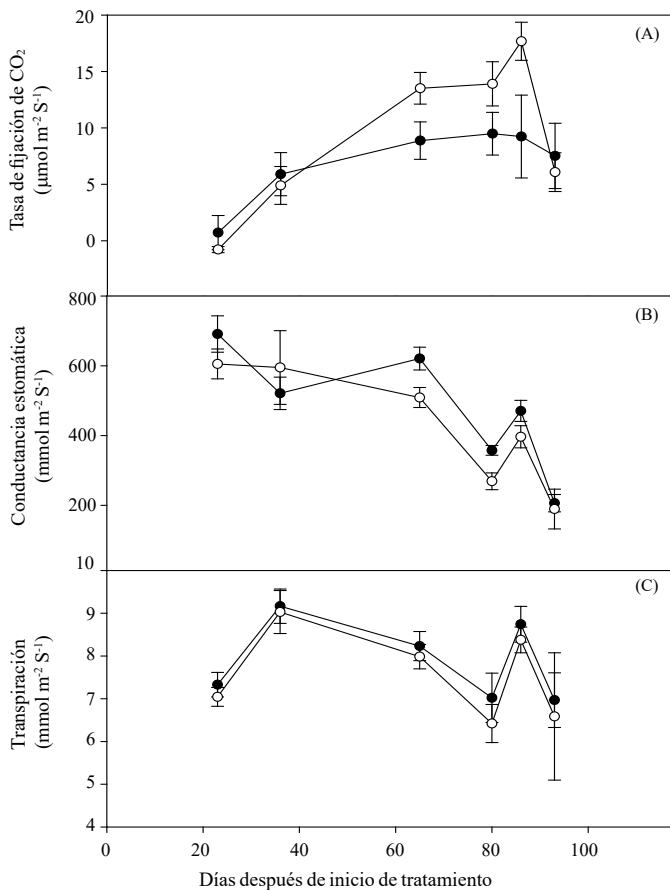 20
(A)
15
10
5
0
Tasa de fijación de CO2
(µmol m-2 S-1)
800
(B)
600
400
200
Conductancia estomática
(mmol m-2 S-1)
10
(C)
9
8
7
6
5
4
Transpiración
(mmol m-2 S-1)
0 20 40 60 80 100
Días después de inicio de tratamiento